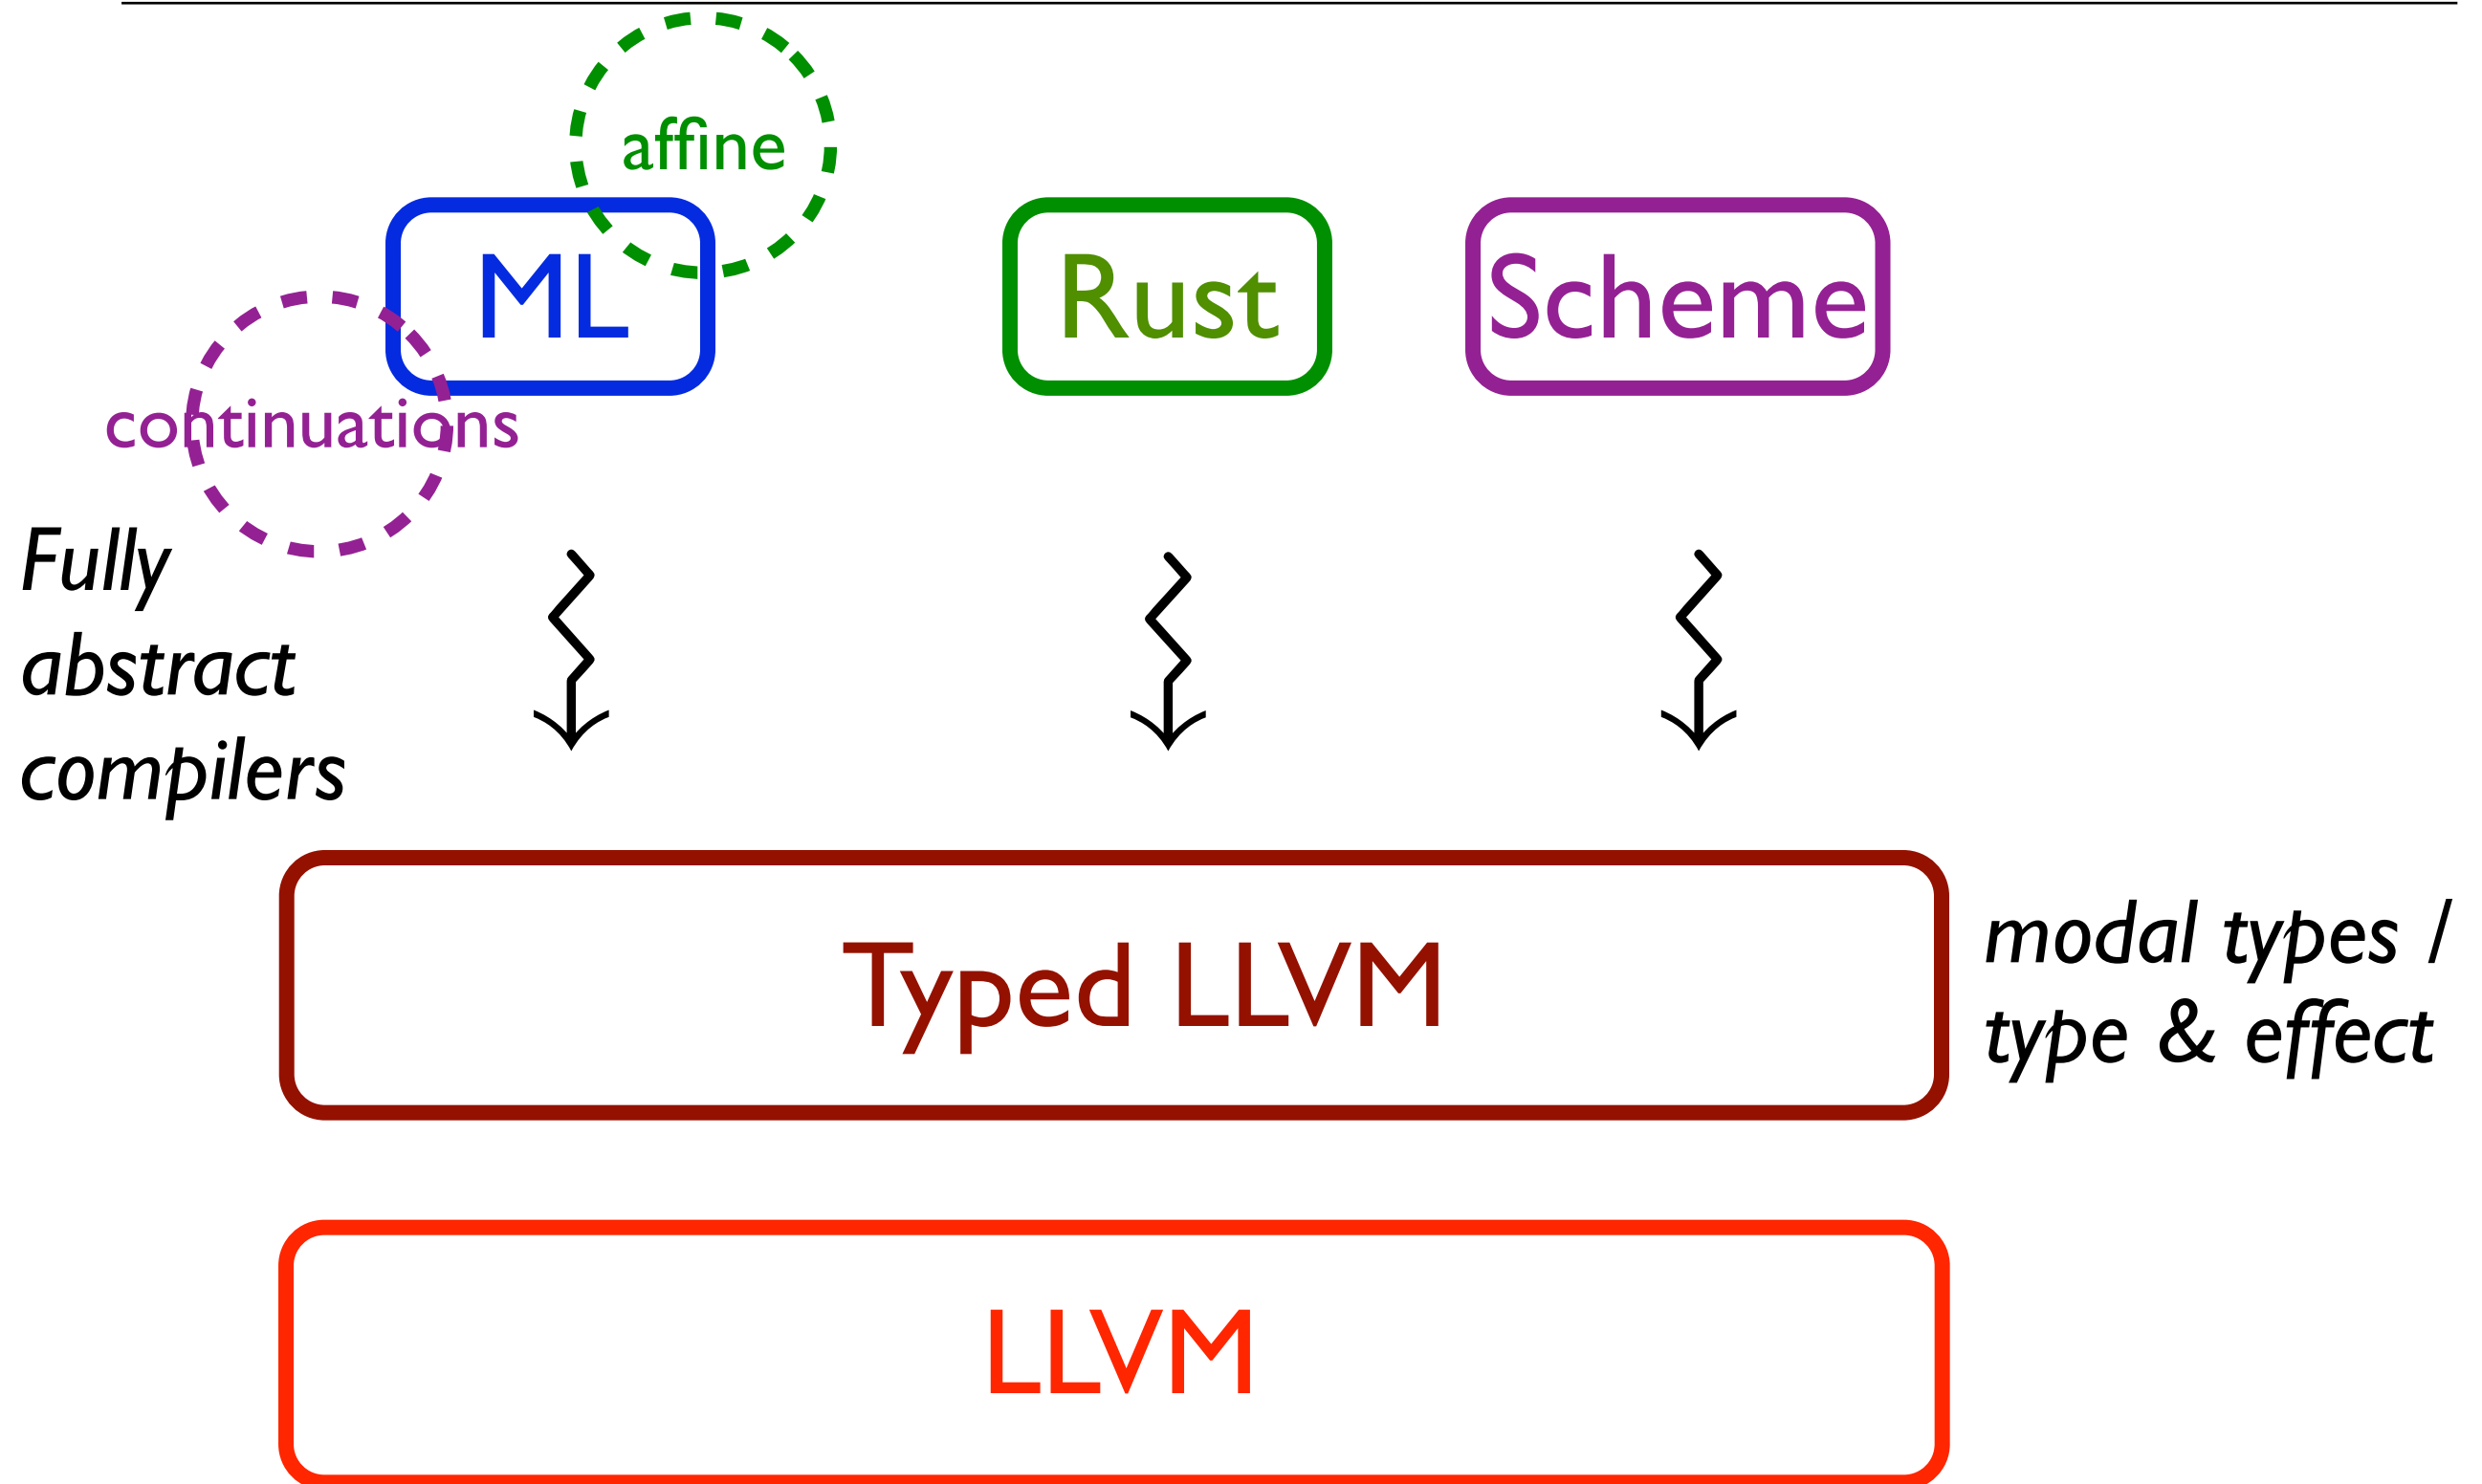 affine
ML
Rust
Scheme
continuations
Fully
abstract
compilers
Typed LLVM
modal types /
type & effect
LLVM